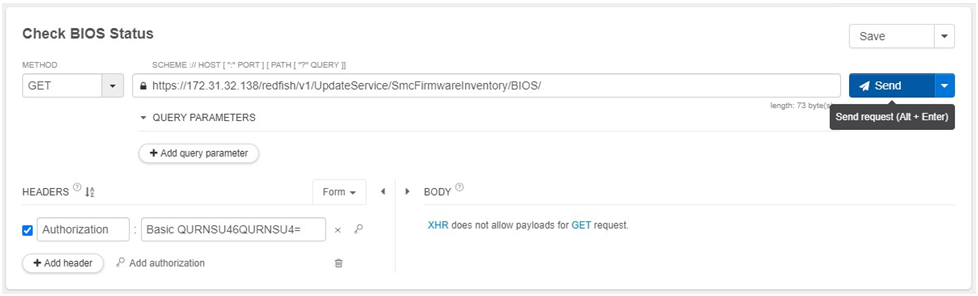 Check BIOS Status
Save
METHOD
SCHEME :// HOST [ ":" PORT ] [ PATH [ "?" QUERY ]]
GET
https://172.31.32.138/redfish/v1/UpdateService/SmcFirmwareInventory/BIOS/
Send
length: 73 byte(s)
Send request (Alt + Enter)
QUERY PARAMETERS
+ Add query parameter
HEADERS ?
Form
BODY ?
Authorization : Basic QURNSU46QURNSU4= ×
XHR does not allow payloads for GET request.
+ Add header
Add authorization